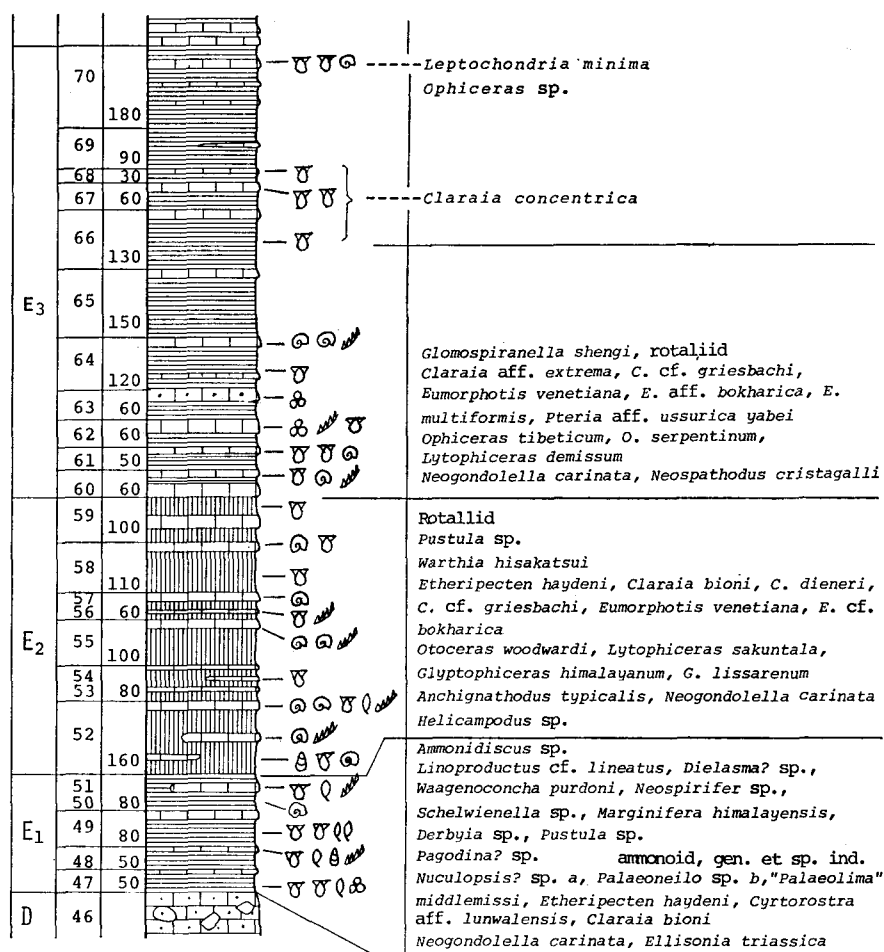 70
180
Leptochondria minima
Ophiceras sp.
69
90
68 30
67 60
Claraia concentrica
66
130
E3
65
150
64
120
Glomospiranella shengi, rotaliid
Claraia aff. extrema, C. cf. griesbachi,
Eumorphotis venetiana, E. aff. bokharica, E.
multiformis, Pteria aff. ussurica yabei
Ophiceras tibeticum, O. serpentinum,
Lytophiceras demissum
Neogondolella carinata, Neospathodus cristagalli
63 60
62 60
61 50
60 60
59
100
Rotallid
Pustula sp.
Warthia hisakatsui
Etheripecten haydeni, Claraia bioni, C. dieneri,
C. cf. griesbachi, Eumorphotis venetiana, E. cf.
bokharica
Otoceras woodwardi, Lytophiceras sakuntala,
Glyptophiceras himalayanum, G. lissarenum
Anchignathodus typicalis, Neogondolella carinata
Helicampodus sp.
58
110
57
56 60
E2
55
100
54
53 80
52
160
51
50 80
Ammonidiscus sp.
Linoproductus cf. lineatus, Dielasma? sp.,
Waagenoconcha purdoni, Neospirifer sp.,
Schelwienella sp., Marginifera himalayensis,
Derbyia sp., Pustula sp.
Pagodina? sp. ammonoid, gen. et sp. ind.
Nuculopsis? sp. a, Palaeoneilo sp. b,"Palaeolima"
middlemissi, Etheripecten haydeni, Cyrtorostra
aff. lunwalensis, Claraia bioni
Neogondolella carinata, Ellisonia triassica
E1
49
80
48 50
47 50
D 46